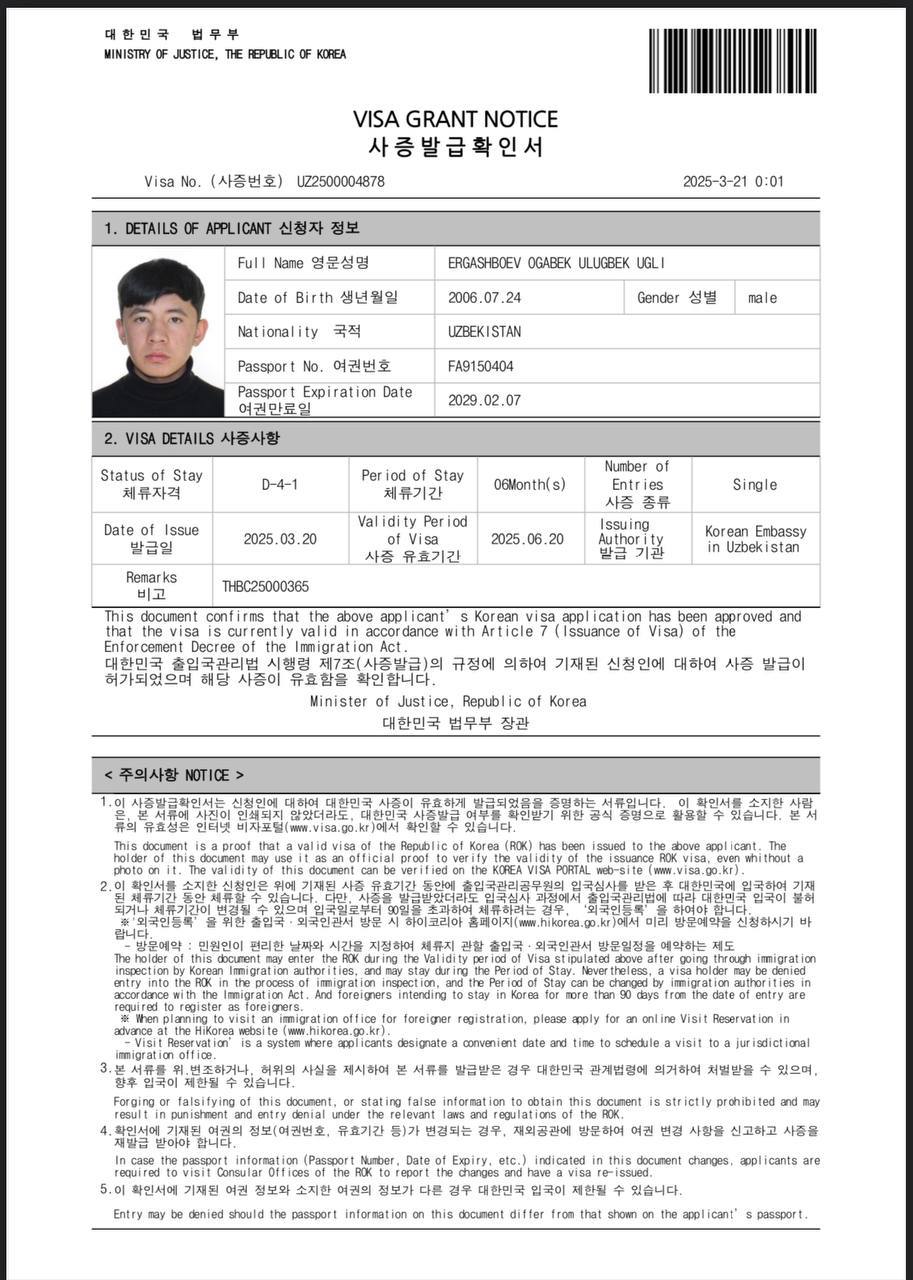 대한민국 법무부
MINISTRY OF JUSTICE, THE REPUBLIC OF KOREA
VISA GRANT NOTICE
사증발급확인서
Visa No. (사증번호) UZ2500004878
2025-3-21 0:01
1. DETAILS OF APPLICANT 신청자 정보
Full Name 영문성명
ERGASHBOEV OGABEK ULUGBEK UGLI
Date of Birth 생년월일
2006.07.24
Gender 성별
male
Nationality 국적
UZBEKISTAN
Passport No. 여권번호
FA9150404
Passport Expiration Date
여권만료일
2029.02.07
2. VISA DETAILS 사증사항
Status of Stay
체류자격
D-4-1
Period of Stay
체류기간
06Month(s)
Number of
Entries
사증 종류
Single
Date of Issue
발급일
2025.03.20
Validity Period
of Visa
사증 유효기간
2025.06.20
Issuing
Authority
발급 기관
Korean Embassy
in Uzbekistan
Remarks
비고
THBC25000365
This document confirms that the above applicant's Korean visa application has been approved and
that the visa is currently valid in accordance with Article 7 (Issuance of Visa) of the
Enforcement Decree of the Immigration Act.
대한민국 출입국관리법 시행령 제7조(사증발급)의 규정에 의하여 기재된 신청인에 대하여 사증 발급이
허가되었으며 해당 사증이 유효함을 확인합니다.
Minister of Justice, Republic of Korea
대한민국 법무부 장관
< 주의사항 NOTICE >
1.이 사증발급확인서는 신청인에 대하여 대한민국 사증이 유효하게 발급되었음을 증명하는 서류입니다. 이 확인서를 소지한 사람
은, 본 서류에 사진이 인쇄되지 않았더라도, 대한민국 사증발급 여부를 확인받기 위한 공식 증명으로 활용할 수 있습니다. 본 서
류의 유효성은 인터넷 비자포털(www.visa.go.kr)에서 확인할 수 있습니다.
This document is a proof that a valid visa of the Republic of Korea (ROK) has been issued to the above applicant. The
holder of this document may use it as an official proof to verify the validity of the issuance ROK visa, even whithout a
photo on it. The validity of this document can be verified on the KOREA VISA PORTAL web-site (www.visa.go.kr).
2.이 확인서를 소지한 신청인은 위에 기재된 사증 유효기간 동안에 출입국관리공무원의 입국심사를 받은 후 대한민국에 입국하여 기재
된 체류기간 동안 체류할 수 있습니다. 다만, 사증을 발급받았더라도 입국심사 과정에서 출입국관리법에 따라 대한민국 입국이 불허
되거나 체류기간이 변경될 수 있으며 입국일로부터 90일을 초과하여 체류하려는 경우, '외국인등록'을 하여야 합니다.
※'외국인등록'을 위한 출입국·외국인관서 방문 시 하이코리아 홈페이지(www.hikorea.go.kr)에서 미리 방문예약을 신청하시기 바
랍니다.
- 방문예약 : 민원인이 편리한 날짜와 시간을 지정하여 체류지 관할 출입국·외국인관서 방문일정을 예약하는 제도
The holder of this document may enter the ROK during the Validity period of Visa stipulated above after going through immigration
inspection by Korean Immigration authorities, and may stay during the Period of Stay. Nevertheless, a visa holder may be denied
entry into the ROK in the process of immigration inspection, and the Period of Stay can be changed by immigration authorities in
accordance with the Immigration Act. And foreigners intending to stay in Korea for more than 90 days from the date of entry are
required to register as foreigners.
※ When planning to visit an immigration office for foreigner registration, please apply for an online Visit Reservation in
advance at the HiKorea website (www.hikorea.go.kr).
- Visit Reservation' is a system where applicants designate a convenient date and time to schedule a visit to a jurisdictional
immigration office.
3.본 서류를 위.변조하거나, 허위의 사실을 제시하여 본 서류를 발급받은 경우 대한민국 관계법령에 의거하여 처벌받을 수 있으며,
향후 입국이 제한될 수 있습니다.
Forging or falsifying of this document, or stating false information to obtain this document is strictly prohibited and may
result in punishment and entry denial under the relevant laws and regulations of the ROK.
4.확인서에 기재된 여권의 정보(여권번호, 유효기간 등)가 변경되는 경우, 재외공관에 방문하여 여권 변경 사항을 신고하고 사증을
재발급 받아야 합니다.
In case the passport information (Passport Number, Date of Expiry, etc.) indicated in this document changes, applicants are
required to visit Consular Offices of the ROK to report the changes and have a visa re-issued.
5.이 확인서에 기재된 여권 정보와 소지한 여권의 정보가 다른 경우 대한민국 입국이 제한될 수 있습니다.
Entry may be denied should the passport information on this document differ from that shown on the applicant's passport.